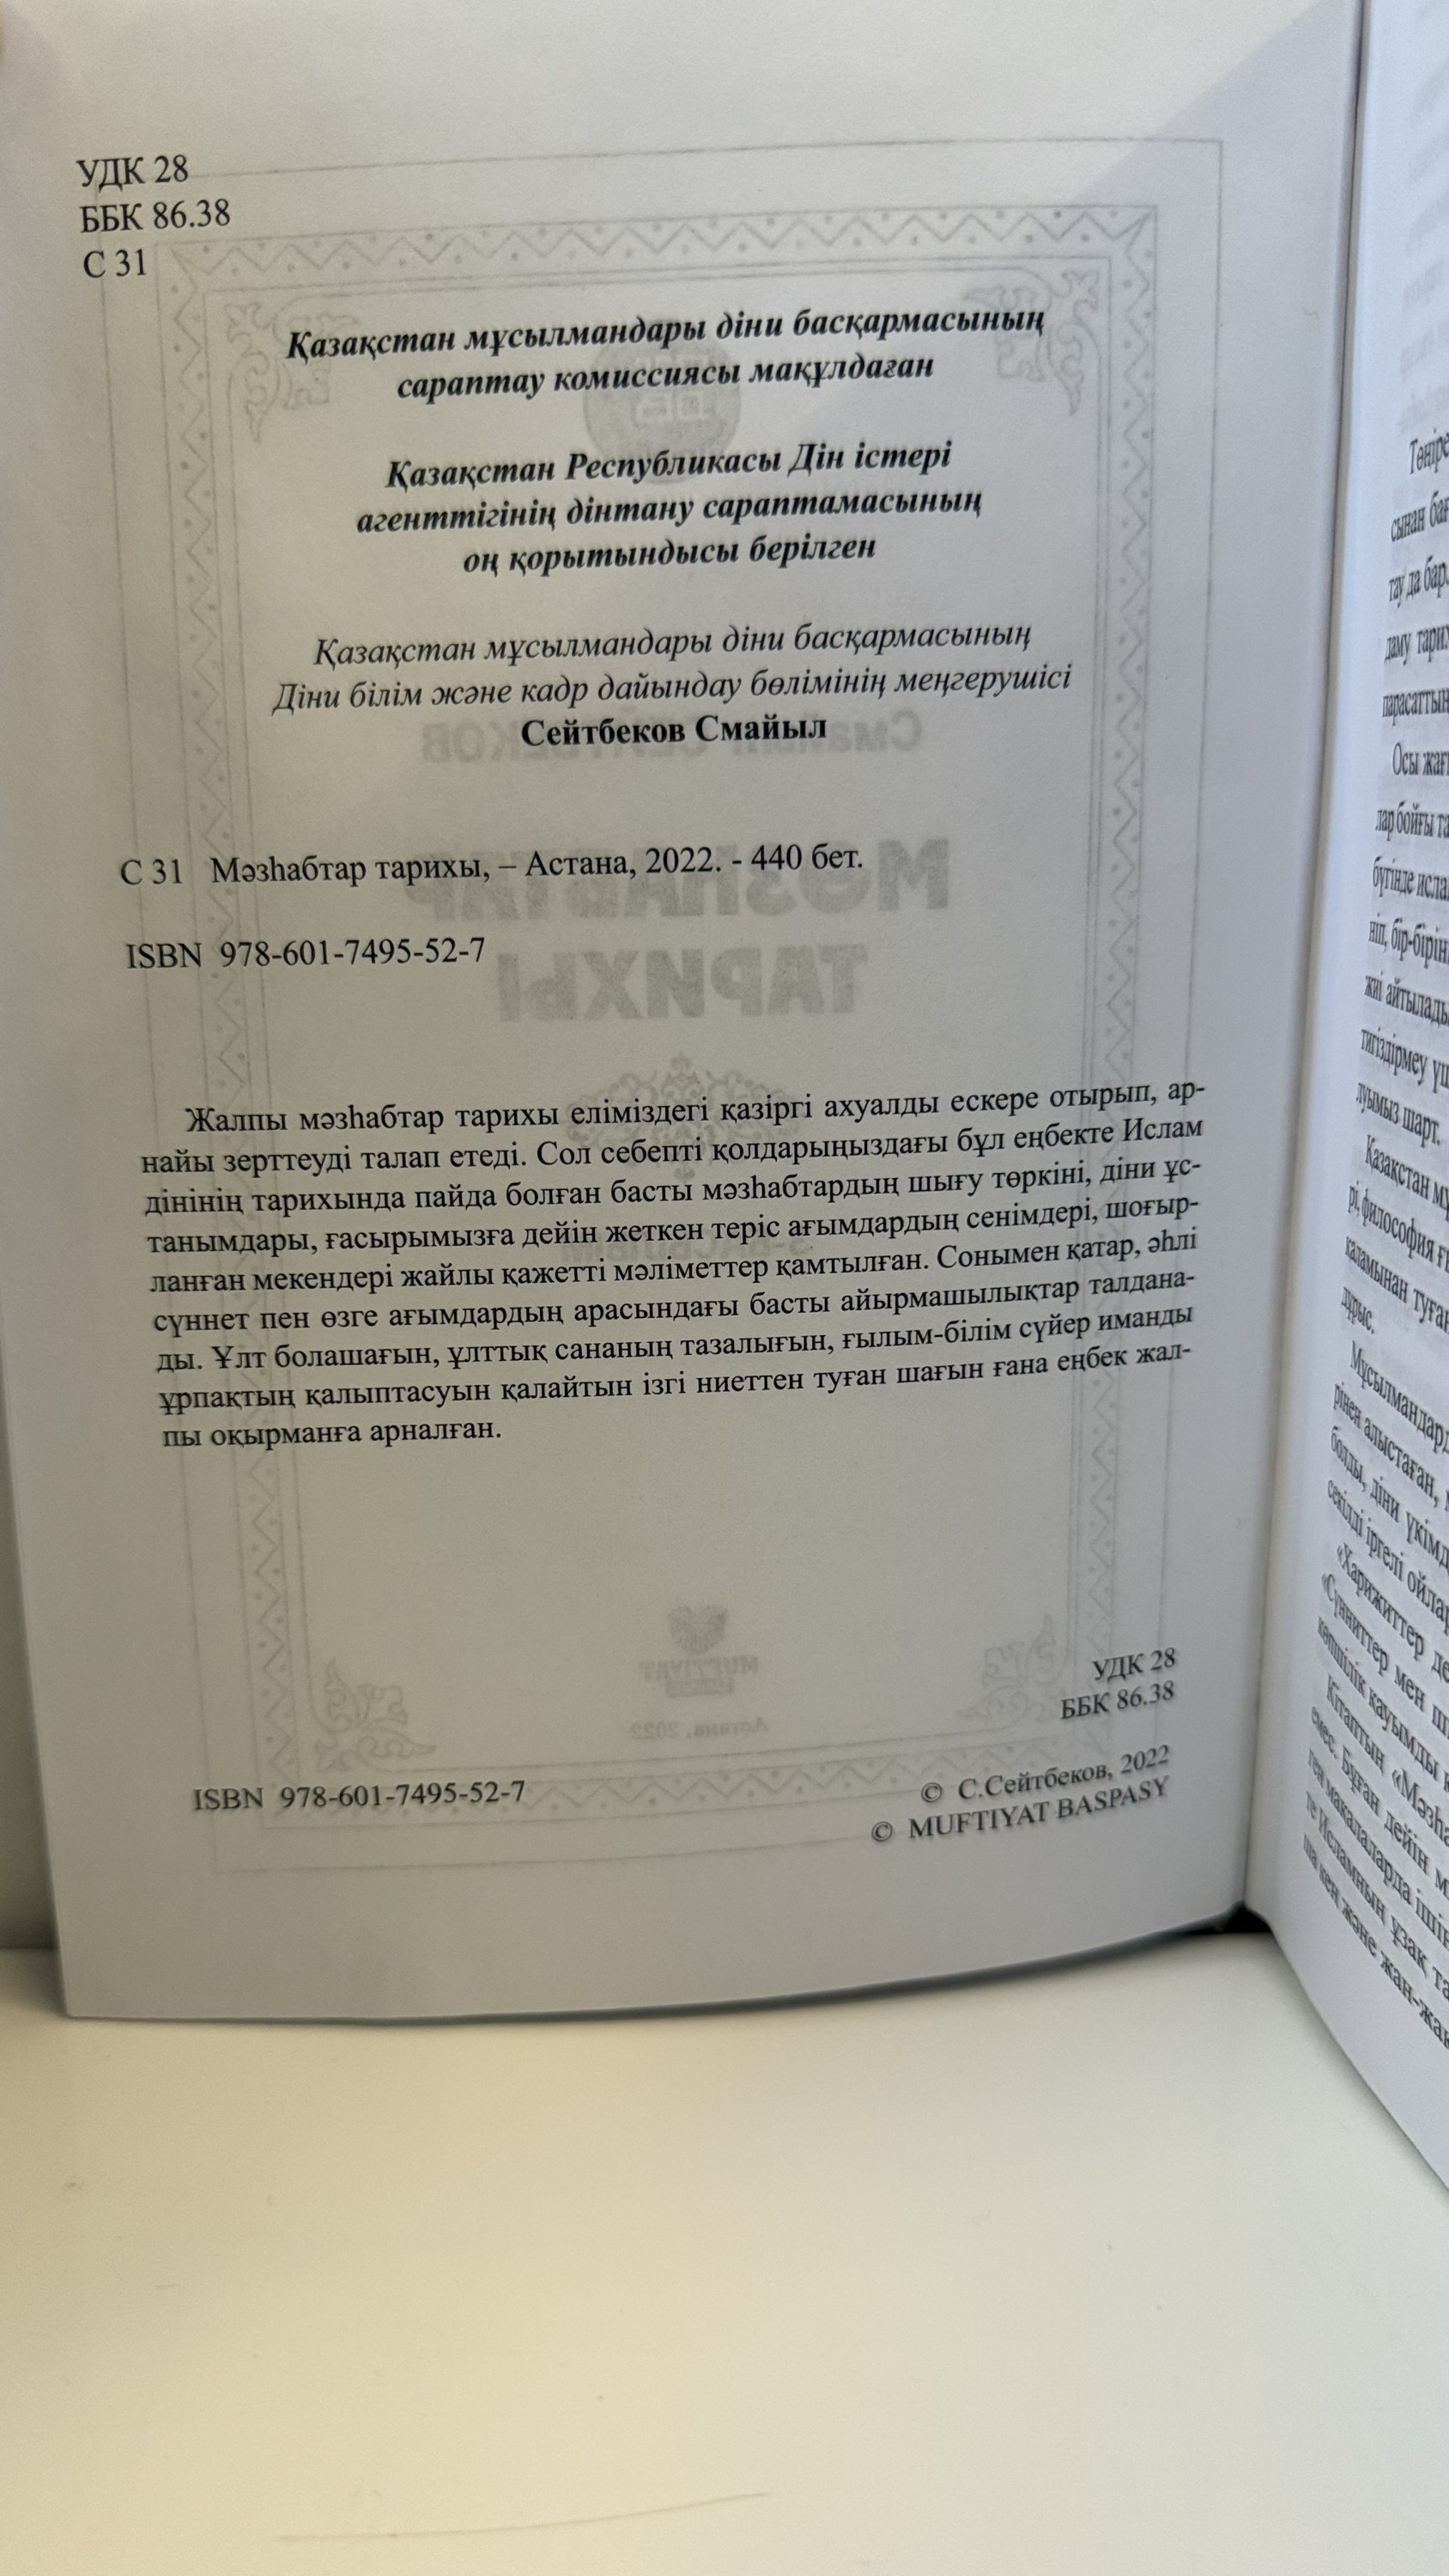 УДК 28
ББК 86.38
С 31
Қазақстан мұсылмандары діни басқармасының
сараптау комиссиясы мақұлдаған
Қазақстан Республикасы Дін істері
агенттігінің дінтану сараптамасының
оң қорытындысы берілген
Қазақстан мұсылмандары діни басқармасының
Діни білім және кадр дайындау бөлімінің меңгерушісі
Сейтбеков Смайыл
С 31 Мәзһабтар тарихы, – Астана, 2022. - 440 бет.
ISBN 978-601-7495-52-7
Жалпы мәзһабтар тарихы еліміздегі қазіргі ахуалды ескере отырып, ар-
найы зерттеуді талап етеді. Сол себепті қолдарыңыздағы бұл еңбекте Ислам
дінінің тарихында пайда болған басты мәзһабтардың шығу төркіні, діни ұс-
танымдары, ғасырымызға дейін жеткен теріс ағымдардың сенімдері, шоғыр-
ланған мекендері жайлы қажетті мәліметтер қамтылған. Сонымен қатар, әһлі
сүннет пен өзге ағымдардың арасындағы басты айырмашылықтар талдана-
ды. Ұлт болашағын, ұлттық сананың тазалығын, ғылым-білім сүйер иманды
ұрпақтың қалыптасуын қалайтын ізгі ниеттен туған шағын ғана еңбек жал-
пы оқырманға арналған.
УДК 28
ББК 86.38
ISBN 978-601-7495-52-7
© С.Сейтбеков, 2022
© MUFTIYAT BASPASY